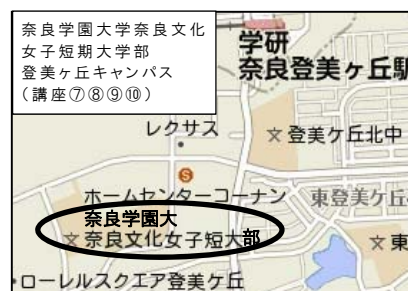 奈良学園大学奈良文化
女子短期大学部
登美ヶ丘キャンパス
（講座⑦⑧⑨⑩）
学研
奈良登美ヶ丘駅
レクサス
文登美ケ丘北中
S
ホームセンターコーナン
東登美ケ丘
奈良学園大
文奈良文化女子短大部
文東
ローレルスクエア登美ケ丘